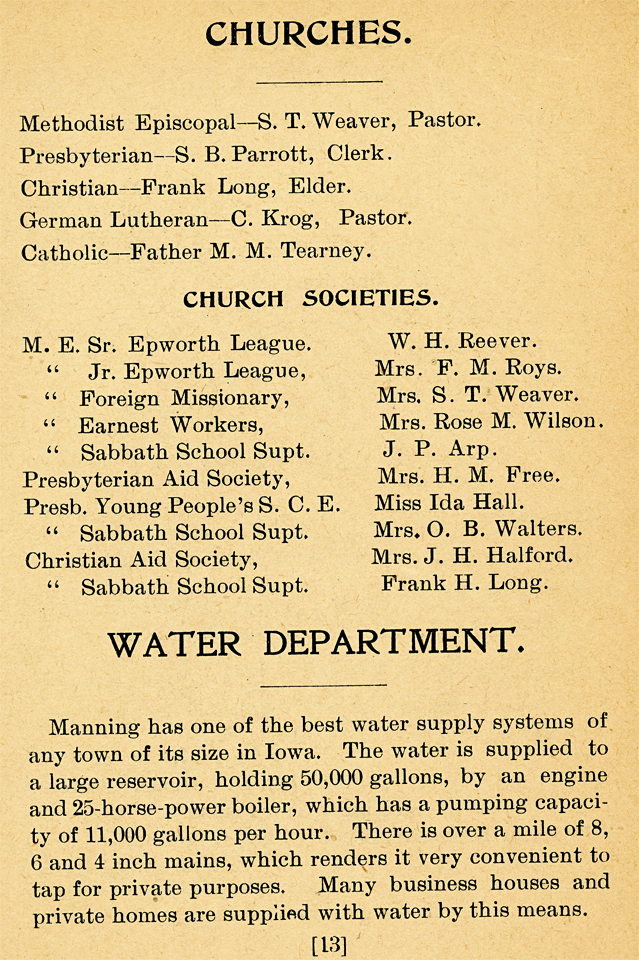 CHURCHES.
Methodist Episcopal—S. T. Weaver, Pastor.
Presbyterian--S. B. Parrott, Clerk.
Christian—Frank Long, Elder.
German Lutheran—C. Krog, Pastor.
Catholic—Father M. M. Tearney.
CHURCH SOCIETIES.
M. E. Sr. Epworth League. W. H. Reever.
“ Jr. Epworth League, Mrs. F. M. Roys.
“ Foreign Missionary, Mrs. S. T. Weaver.
“ Earnest Workers, Mrs. Rose M. Wilson.
“ Sabbath School Supt. J. P. Arp.
Presbyterian Aid Society, Mrs. H. M. Free.
Presb. Young People's S. C. E. Miss Ida Hall.
“ Sabbath School Supt. Mrs. O. B. Walters.
Christian Aid Society, Mrs. J. H. Halford.
“ Sabbath School Supt. Frank H. Long.
WATER DEPARTMENT.
Manning has one of the best water supply systems of
any town of its size in Iowa. The water is supplied to
a large reservoir, holding 50,000 gallons, by an engine
and 25-horse-power boiler, which has a pumping capaci-
ty of 11,000 gallons per hour. There is over a mile of 8,
6 and 4 inch mains, which renders it very convenient to
tap for private purposes. Many business houses and
private homes are supplied with water by this means.
[13]